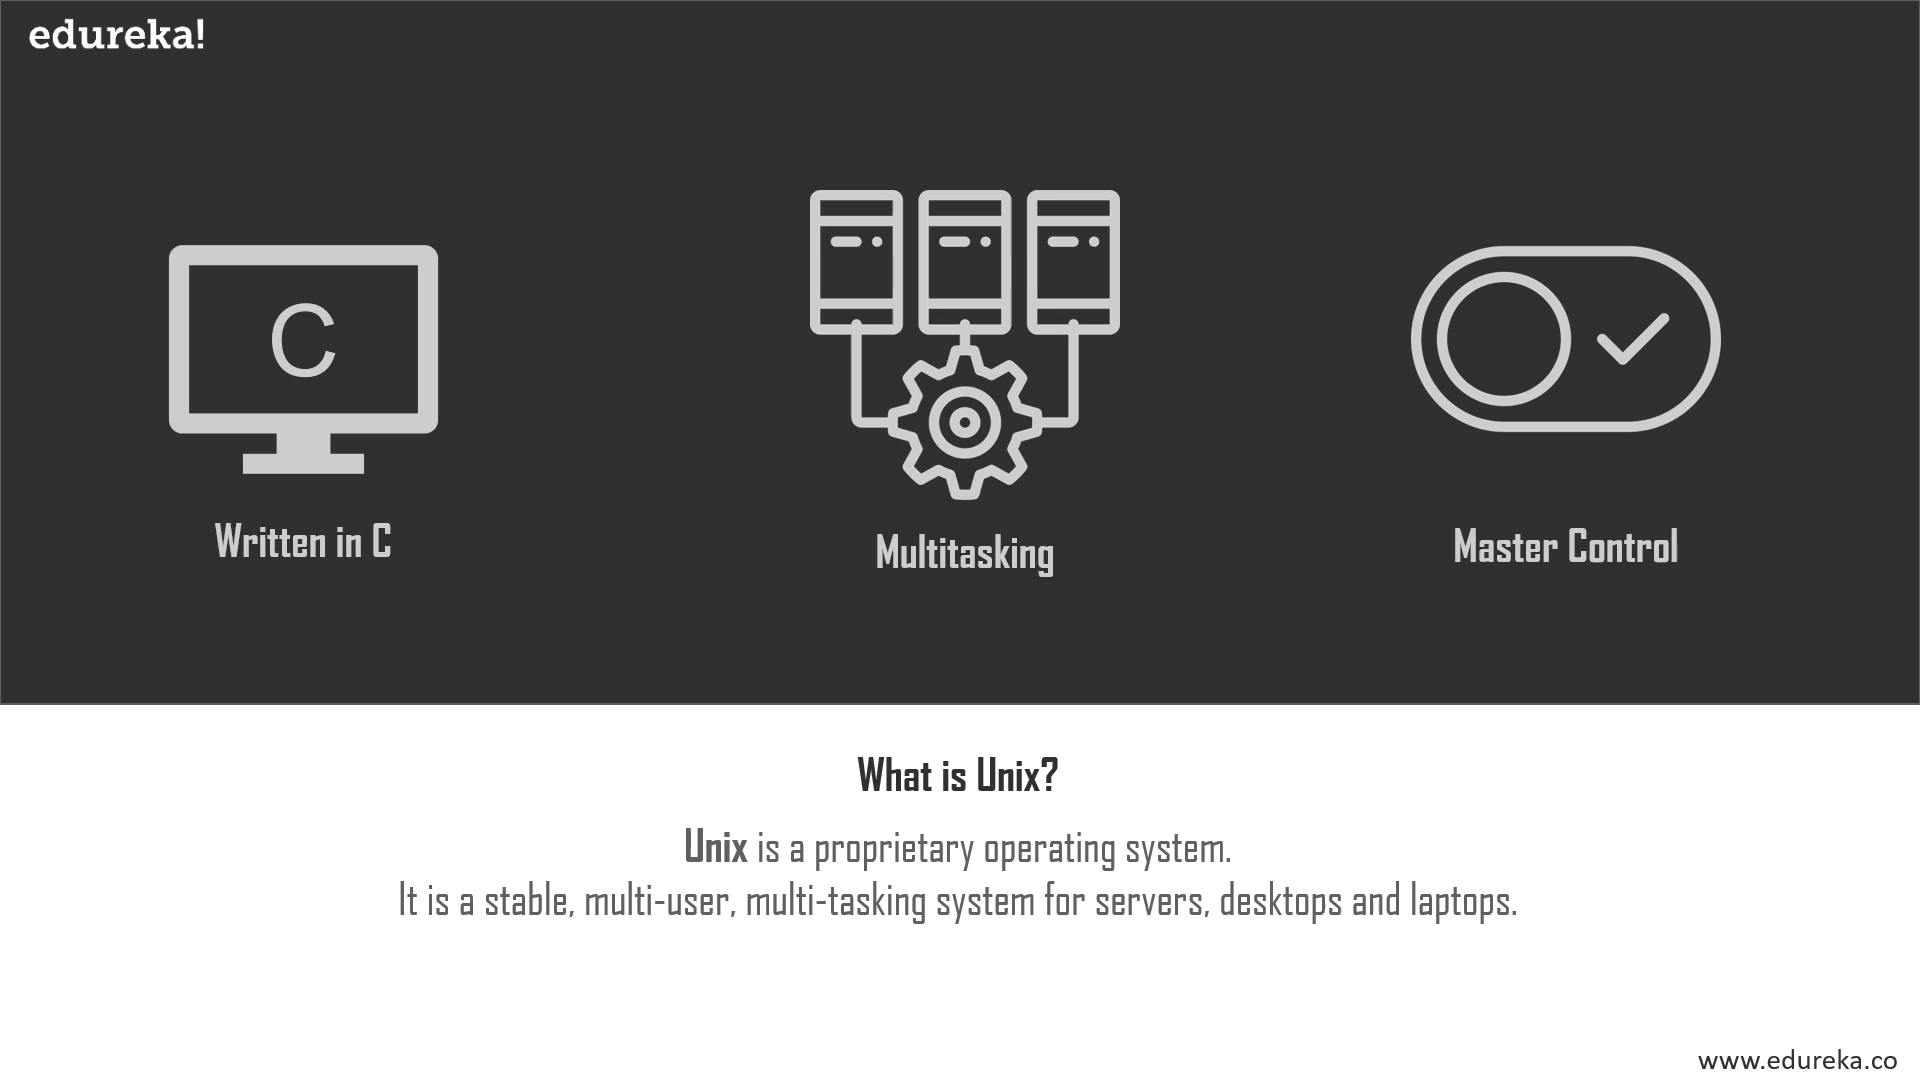 edureka!
C
Written in C
Multitasking
Master Control
What is Unix?
Unix is a proprietary operating system.
It is a stable, multi-user, multi-tasking system for servers, desktops and laptops.
www.edureka.co